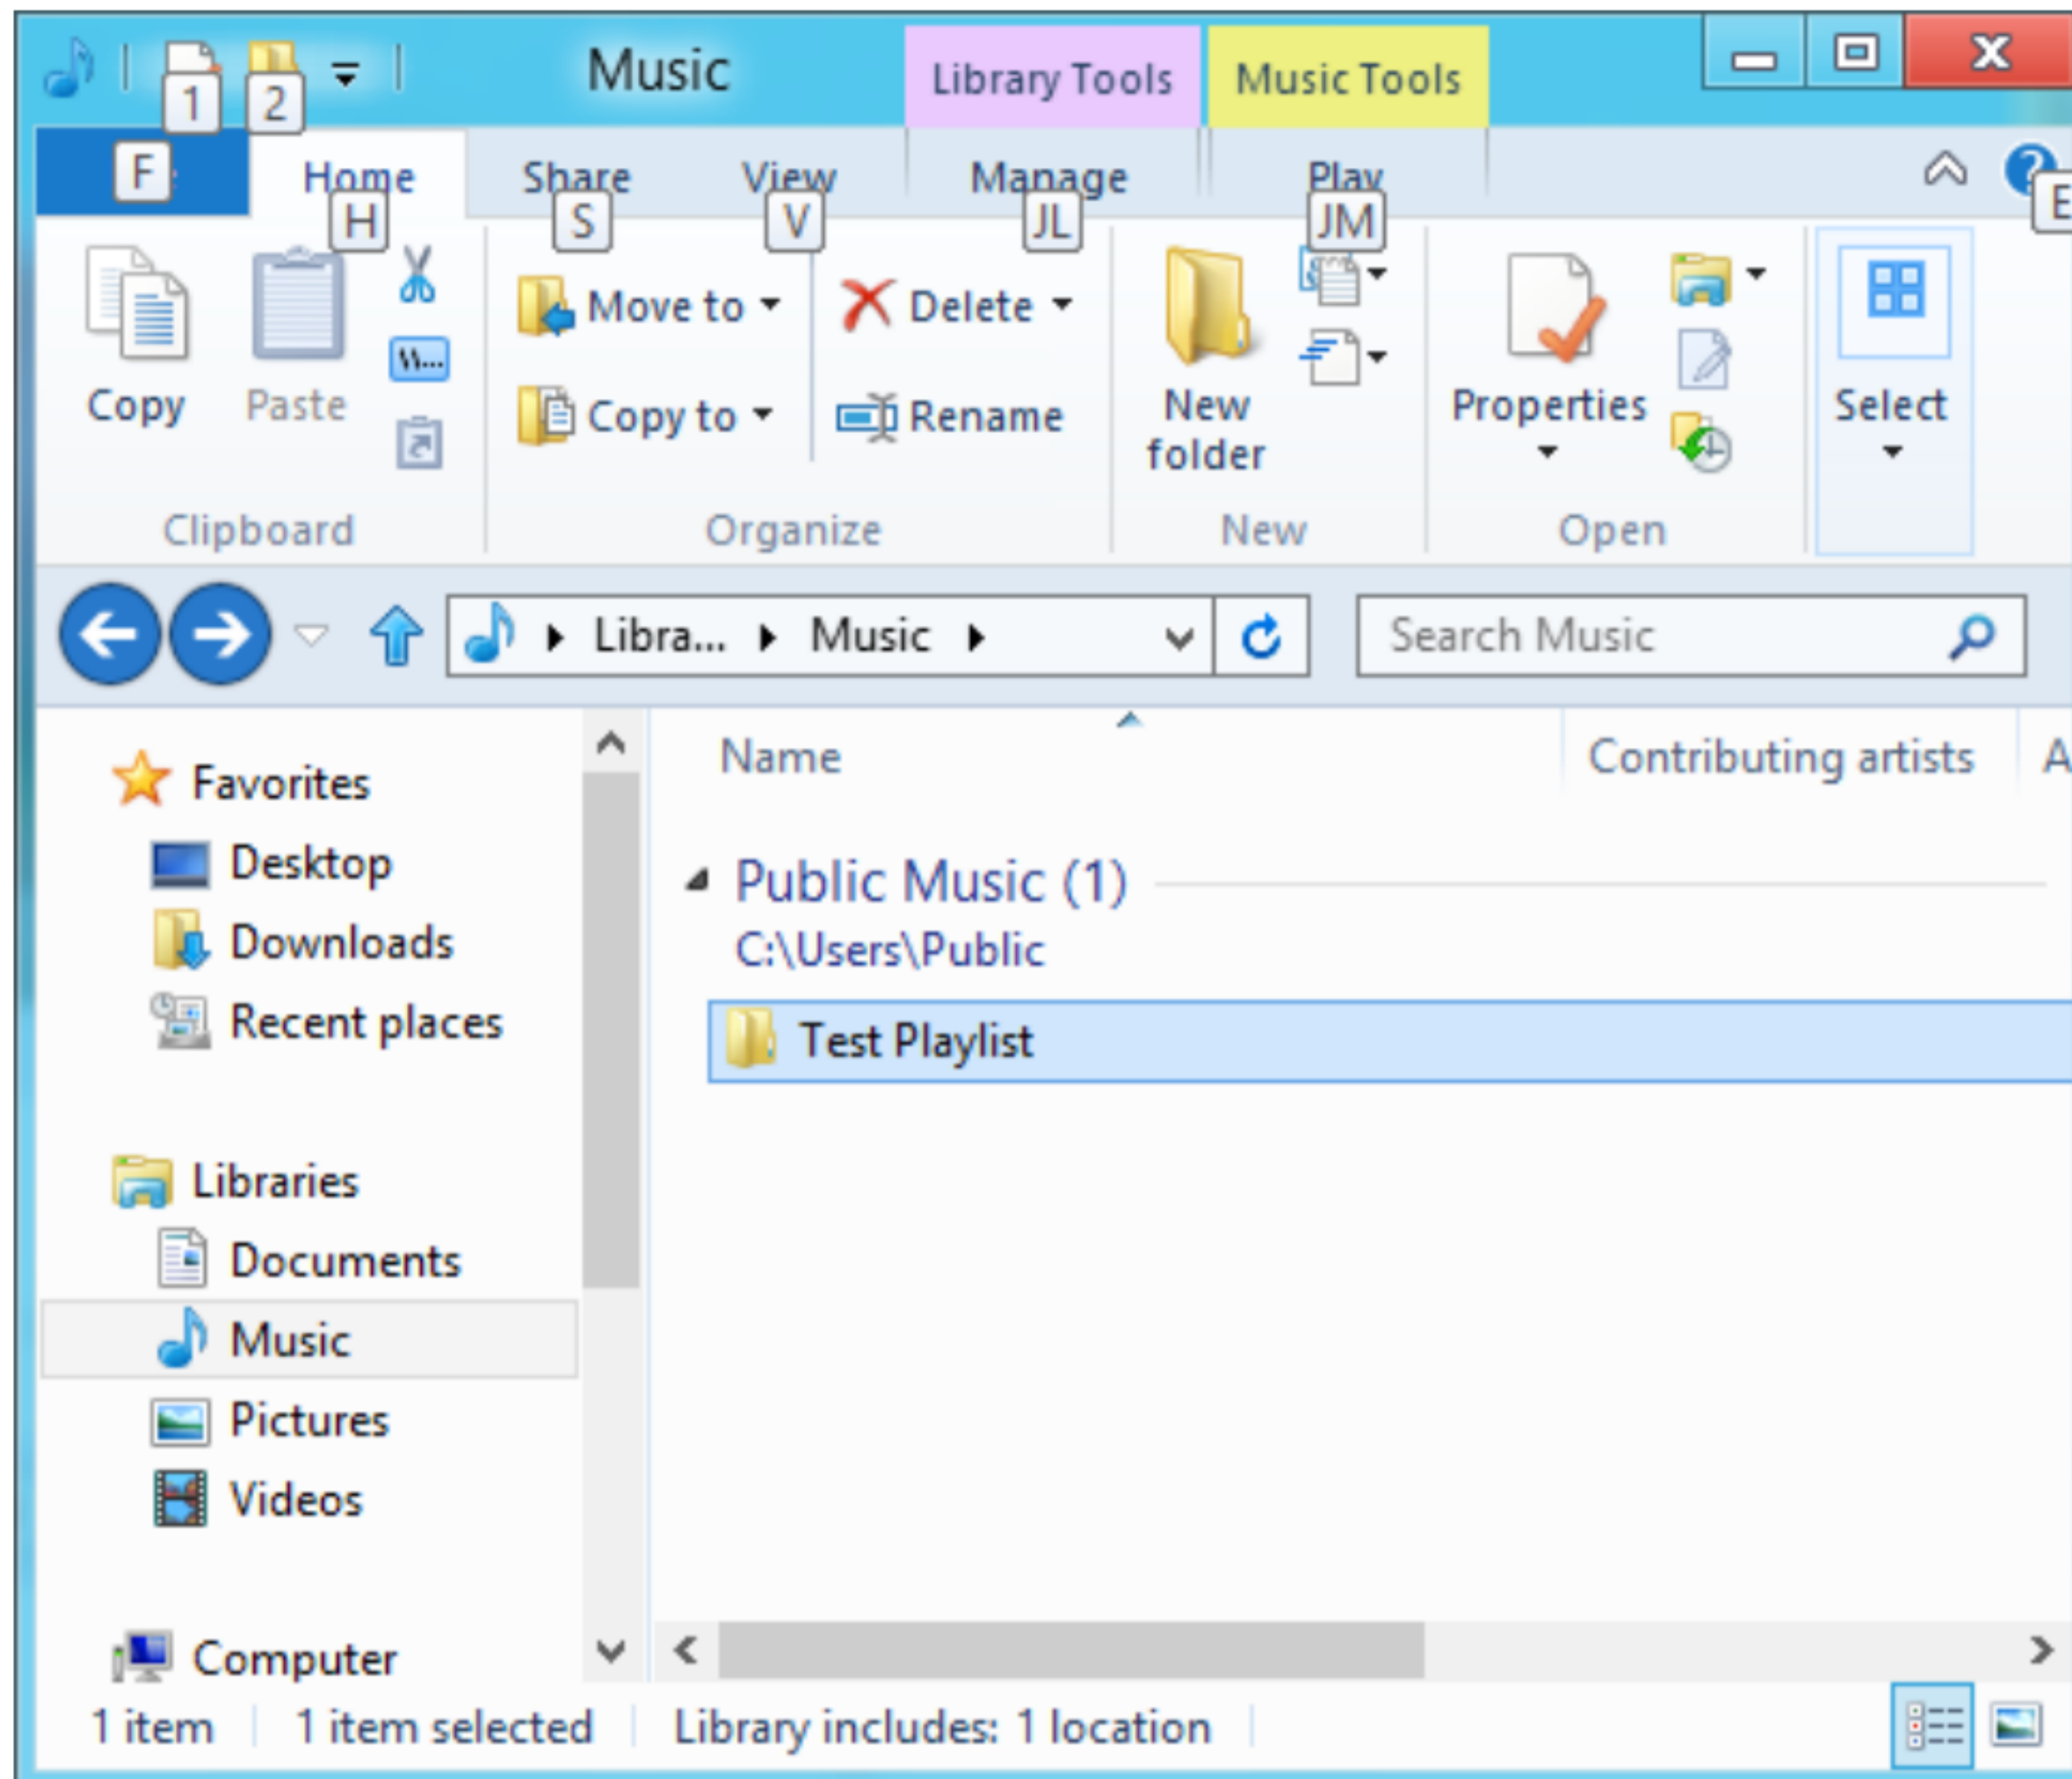 1
2
Music
Library Tools
Music Tools
F
Home
Share
View
Manage
Play
E
H
S
V
JL
JM
Copy
Paste
W...
Move to
Delete
Copy to
Rename
New
folder
Properties
Select
Clipboard
Organize
New
Open
Libra...
Music
Search Music
Name
Contributing artists
A
Favorites
Desktop
Downloads
Recent places
Public Music (1)
C:\Users\Public
Test Playlist
Libraries
Documents
Music
Pictures
Videos
Computer
1 item
1 item selected
Library includes: 1 location